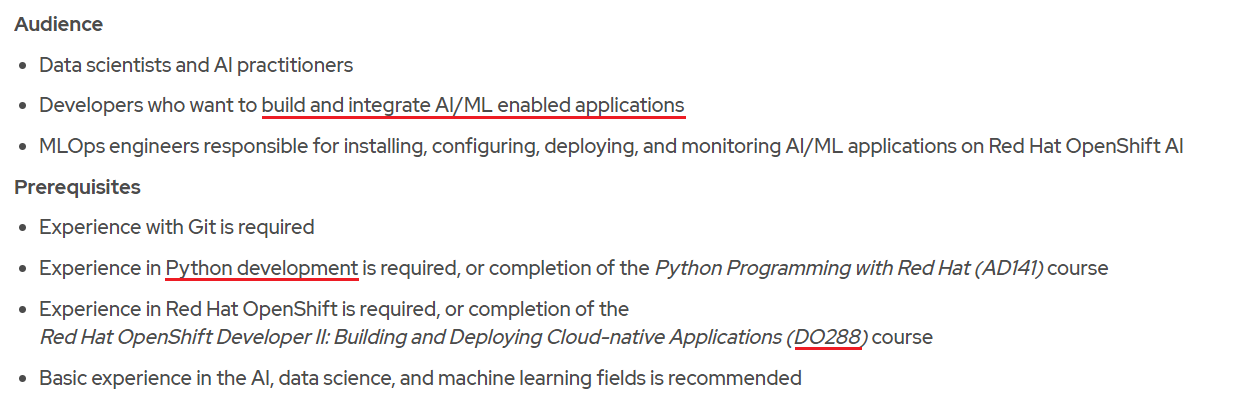 Audience
• Data scientists and AI practitioners
• Developers who want to build and integrate AI/ML enabled applications
• MLOps engineers responsible for installing, configuring, deploying, and monitoring AI/ML applications on Red Hat OpenShift AI
Prerequisites
• Experience with Git is required
• Experience in Python development is required, or completion of the Python Programming with Red Hat (AD141) course
• Experience in Red Hat OpenShift is required, or completion of the
Red Hat OpenShift Developer II: Building and Deploying Cloud-native Applications (DO288) course
• Basic experience in the AI, data science, and machine learning fields is recommended